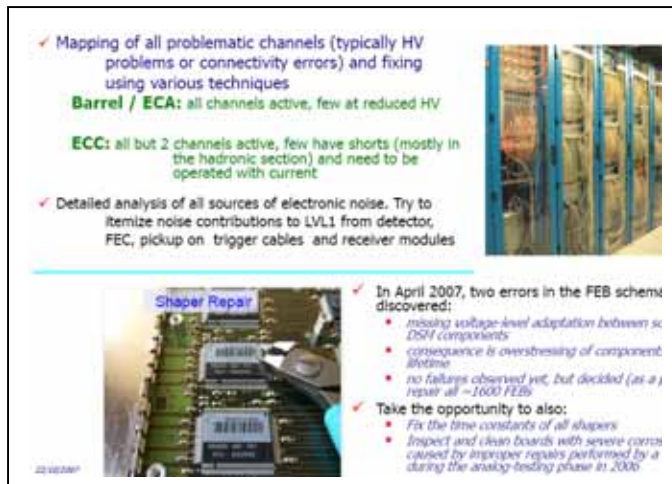 ✓ Mapping of all problematic channels (typically HV
problems or connectivity errors) and fixing
using various techniques
Barrel / ECA: all channels active, few at reduced HV
ECC: all but 2 channels active, few have shorts (mostly in
the hadronic section) and need to be
operated with current
✓ Detailed analysis of all sources of electronic noise. Try to
itemize noise contributions to LVL1 from detector,
FEC, pickup on trigger cables and receiver modules
Shaper Repair
✓ In April 2007, two errors in the FEB schema
discovered:
▪ missing voltage-level adaptation between
DSM components
▪ consequence is overstressing of component
lifetime
▪ no failures observed yet, but decided (as a
repair all ~1600 FEBs
✓ Take the opportunity to also:
▪ Fix the time constants of all shapers
▪ Inspect and clean boards with severe corros
caused by improper repairs performed by a
during the analog-testing phase in 2006